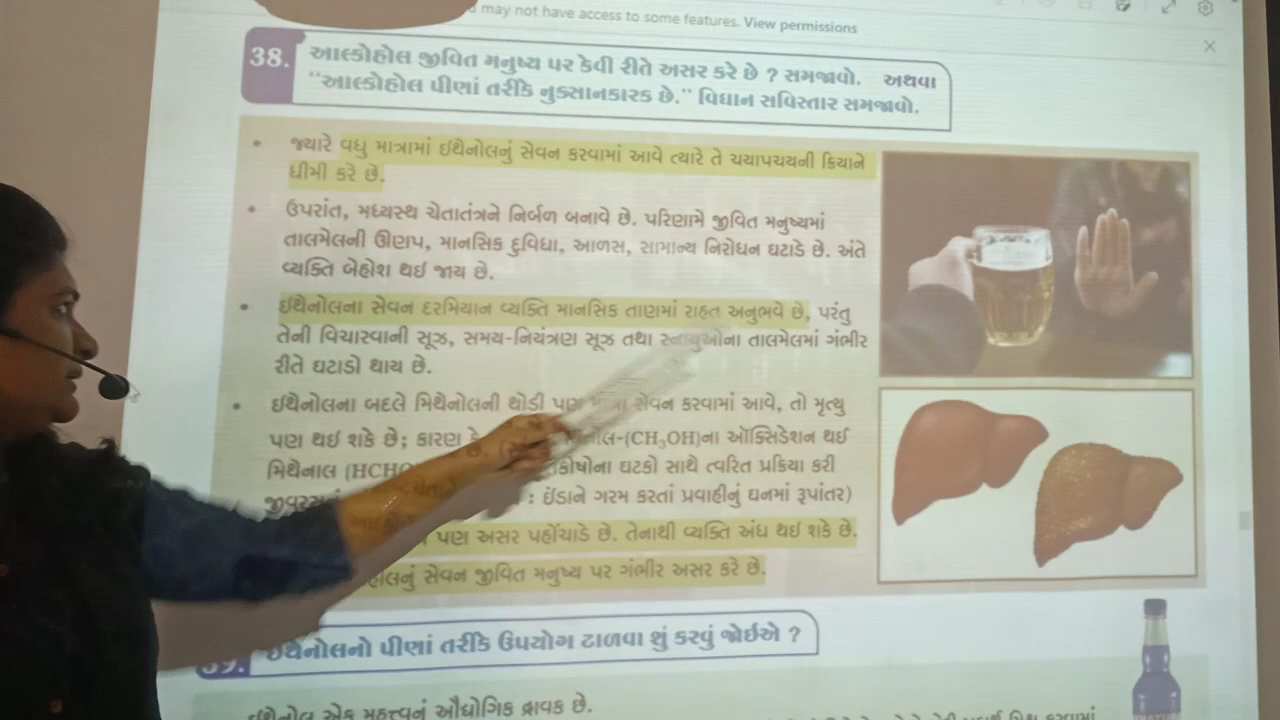 may not have access to some features. View permissions
38. આલ્કોહોલ જીવિત મનુષ્ય પર કેવી રીતે અસર કરે છે ? સમજાવો. અથવા
"આલ્કોહોલ પીણાં તરીકે નુકસાનકારક છે." વિધાન સવિસ્તાર સમજાવો.
• જ્યારે વધુ માત્રામાં ઇથેનોલનું સેવન કરવામાં આવે ત્યારે તે ચયાપચયની ક્રિયાને
ધીમી કરે છે.
• ઉપરાંત, મધ્યસ્થ ચેતાતંત્રને નિર્બળ બનાવે છે. પરિણામે જીવિત મનુષ્યમાં
તાલમેલની ઊણપ, માનસિક દુવિધા, આળસ, સામાન્ય નિરોધન ઘટાડે છે. અંતે
વ્યક્તિ બેહોશ થઈ જાય છે.
• ઇથેનોલના સેવન દરમિયાન વ્યક્તિ માનસિક તાણમાં રાહત અનુભવે છે, પરંતુ
તેની વિચારવાની સૂઝ, સમય-નિયંત્રણ સૂઝ તથા સ્નાયુઓના તાલમેલમાં ગંભીર
રીતે ઘટાડો થાય છે.
• ઇથેનોલના બદલે મિથેનોલની થોડી પણ સેવન કરવામાં આવે, તો મૃત્યુ
પણ થઈ શકે છે; કારણ કે (CH₃OH)ના ઑક્સિડેશન થઈ
મિથેનાલ (HCHO ઘટકો સાથે ત્વરિત પ્રક્રિયા કરી
: ઈંડાને ગરમ કરતાં પ્રવાહીનું ઘનમાં રૂપાંતર)
પણ અસર પહોંચાડે છે. તેનાથી વ્યક્તિ અંધ થઈ શકે છે.
સેવન જીવિત મનુષ્ય પર ગંભીર અસર કરે છે.
39. ઇથેનોલનો પીણાં તરીકે ઉપયોગ ટાળવા શું કરવું જોઈએ ?
ઇથેનોલ એક મહત્ત્વનું ઔદ્યોગિક દ્રાવક છે.